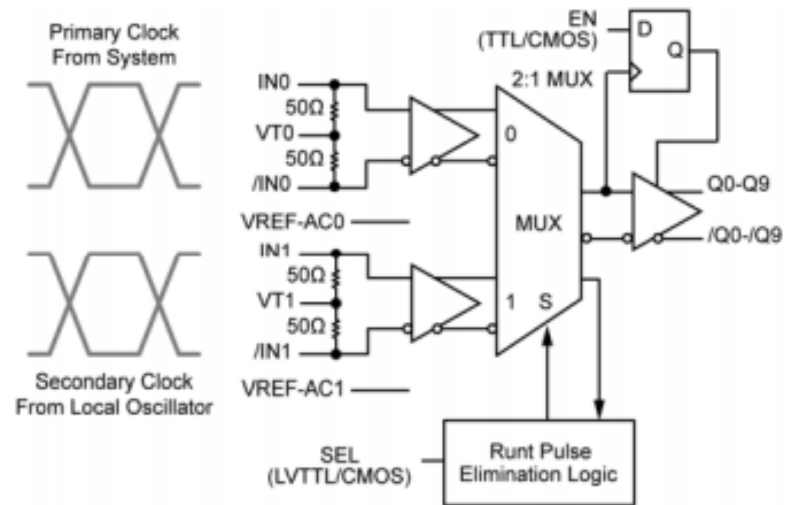 Primary Clock
From System
EN
(TTL/CMOS)
D
Q
2:1 MUX
IN0
50Ω
VT0
50Ω
/IN0
0
VREF-AC0
MUX
Q0-Q9
/Q0-/Q9
IN1
50Ω
VT1
50Ω
/IN1
1 S
VREF-AC1
Secondary Clock
From Local Oscillator
SEL
(LVTTL/CMOS)
Runt Pulse
Elimination Logic